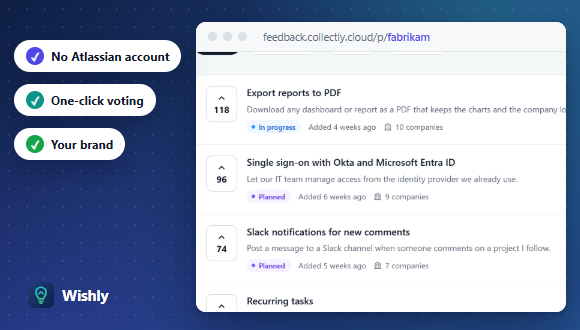 No Atlassian account
One-click voting
Your brand
Wishly
feedback.collectly.cloud/p/fabrikam
118
Export reports to PDF
Download any dashboard or report as a PDF that keeps the charts and the company lo
In progress Added 4 weeks ago 10 companies
96
Single sign-on with Okta and Microsoft Entra ID
Let our IT team manage access from the identity provider we already use.
Planned Added 6 weeks ago 9 companies
74
Slack notifications for new comments
Post a message to a Slack channel when someone comments on a project I follow.
Planned Added 5 weeks ago 7 companies
Recurring tasks